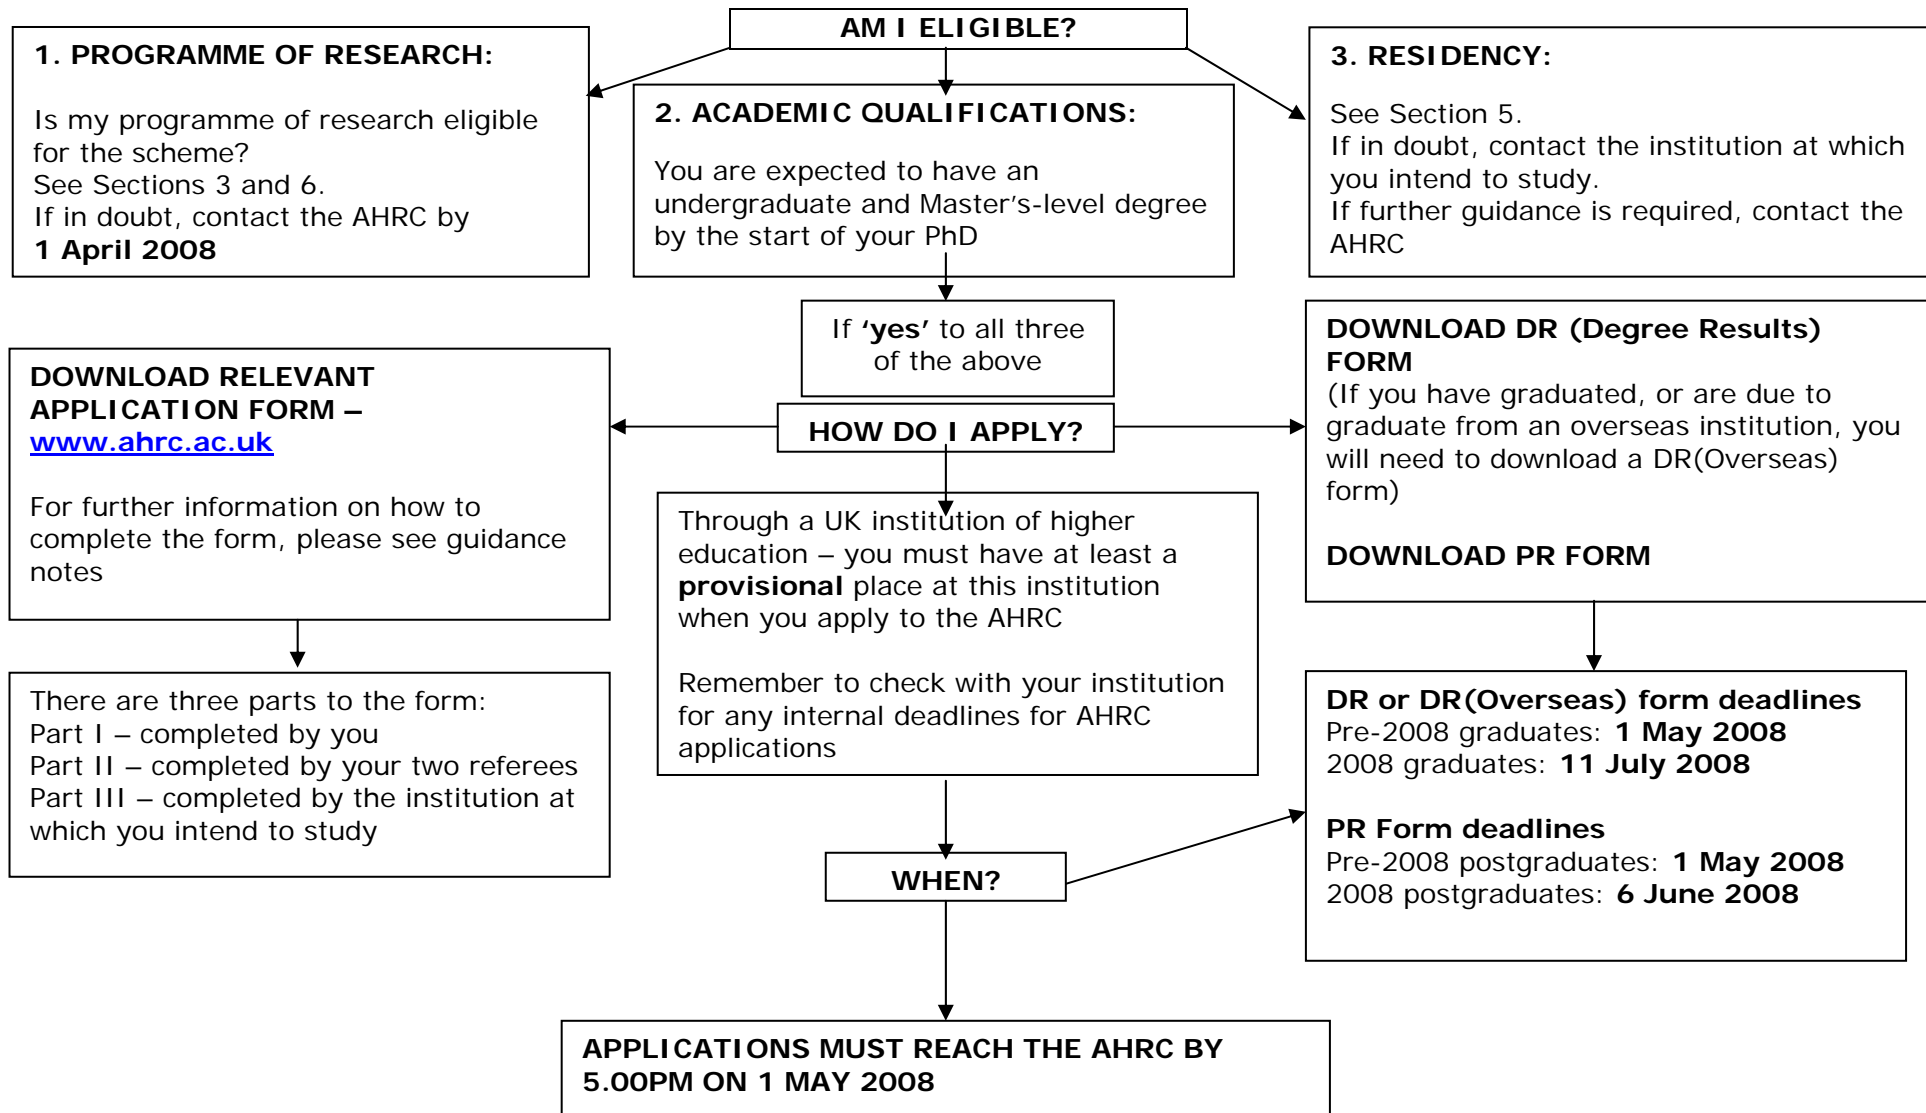 AM I ELIGIBLE?
1. PROGRAMME OF RESEARCH:
Is my programme of research eligible
for the scheme?
See Sections 3 and 6.
If in doubt, contact the AHRC by
1 April 2008
2. ACADEMIC QUALIFICATIONS:
You are expected to have an
undergraduate and Master's-level degree
by the start of your PhD
3. RESIDENCY:
See Section 5.
If in doubt, contact the institution at which
you intend to study.
If further guidance is required, contact the
AHRC
If 'yes' to all three
of the above
HOW DO I APPLY?
DOWNLOAD RELEVANT
APPLICATION FORM –
www.ahrc.ac.uk
For further information on how to
complete the form, please see guidance
notes
There are three parts to the form:
Part I – completed by you
Part II – completed by your two referees
Part III – completed by the institution at
which you intend to study
Through a UK institution of higher
education – you must have at least a
provisional place at this institution
when you apply to the AHRC
Remember to check with your institution
for any internal deadlines for AHRC
applications
DOWNLOAD DR (Degree Results)
FORM
(If you have graduated, or are due to
graduate from an overseas institution, you
will need to download a DR(Overseas)
form)
DOWNLOAD PR FORM
DR or DR(Overseas) form deadlines
Pre-2008 graduates: 1 May 2008
2008 graduates: 11 July 2008
PR Form deadlines
Pre-2008 postgraduates: 1 May 2008
2008 postgraduates: 6 June 2008
WHEN?
APPLICATIONS MUST REACH THE AHRC BY
5.00PM ON 1 MAY 2008